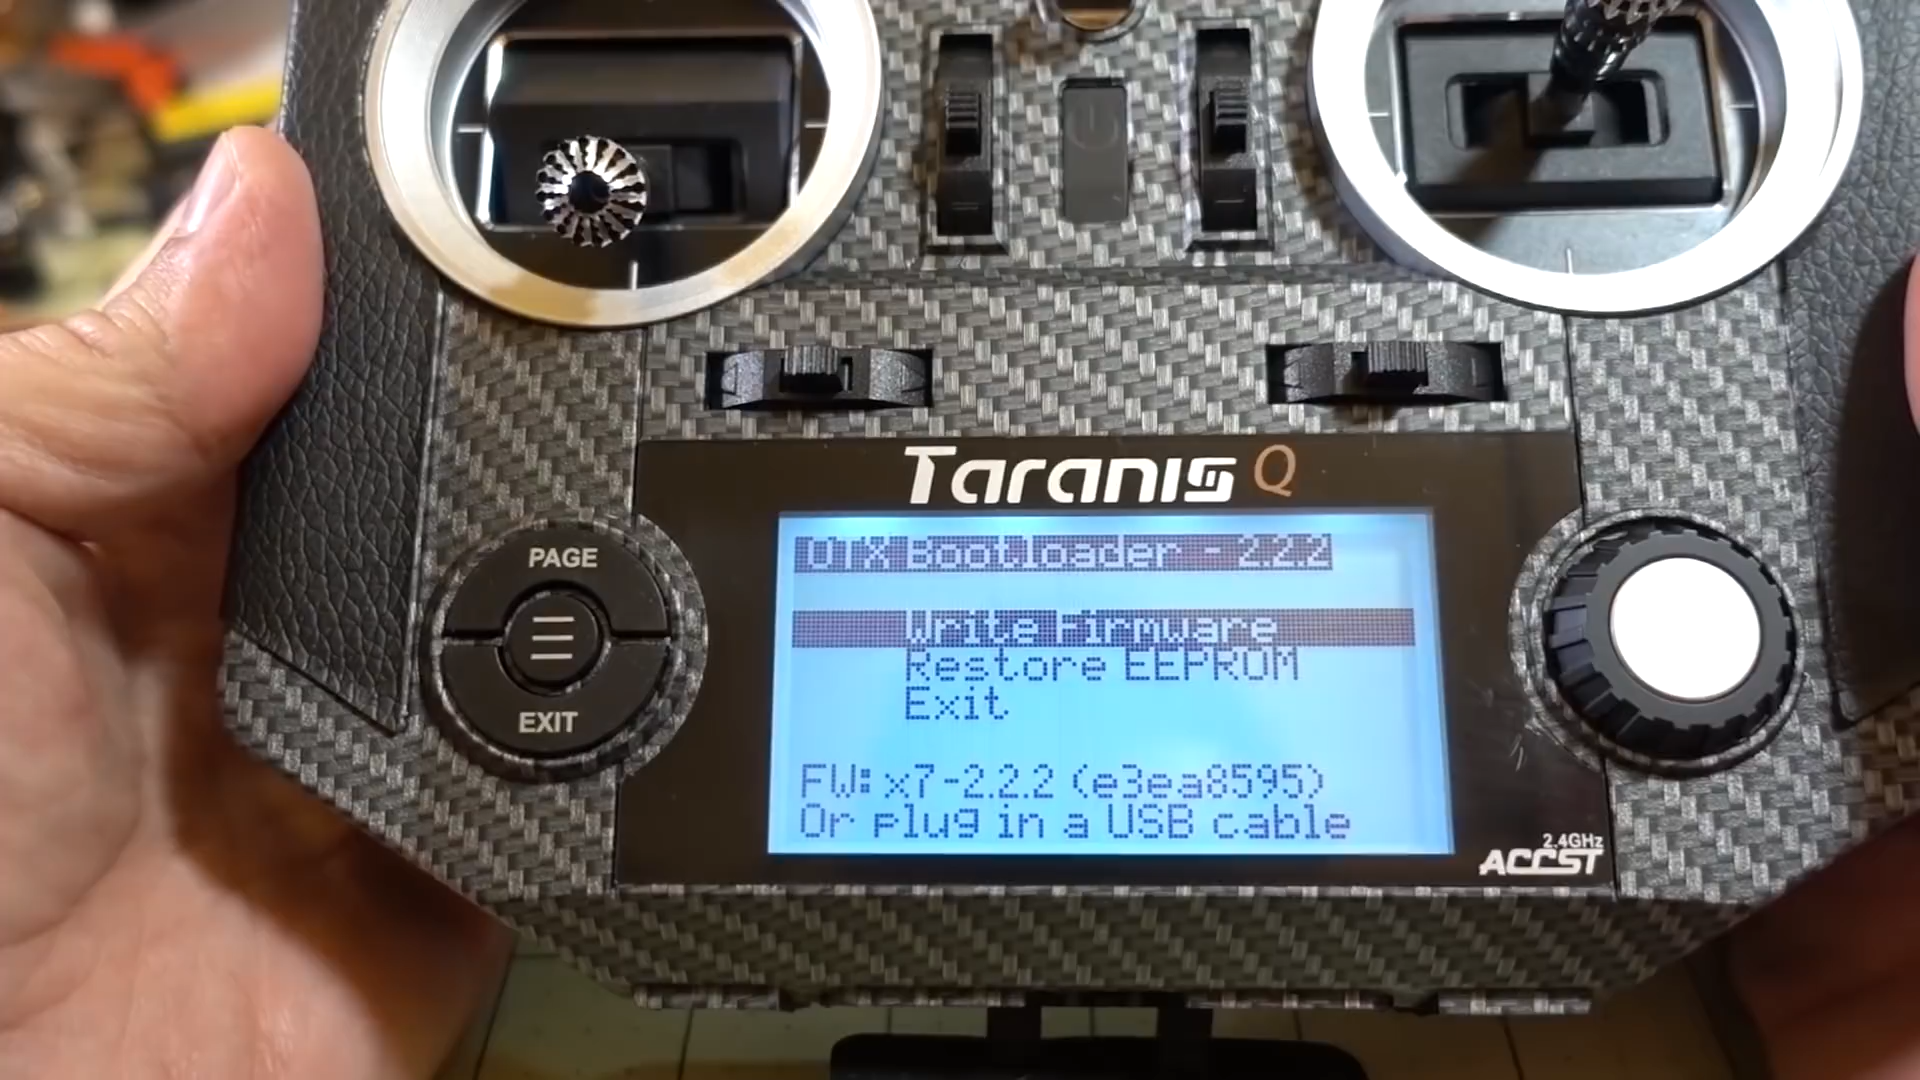 Taranis Q
OTX Bootloader - 2.2.2
Write Firmware
Restore EEPROM
Exit
FW: x7-2.2.2 (e3ea8595)
Or plug in a USB cable
PAGE
EXIT
2.4GHz
ACCST